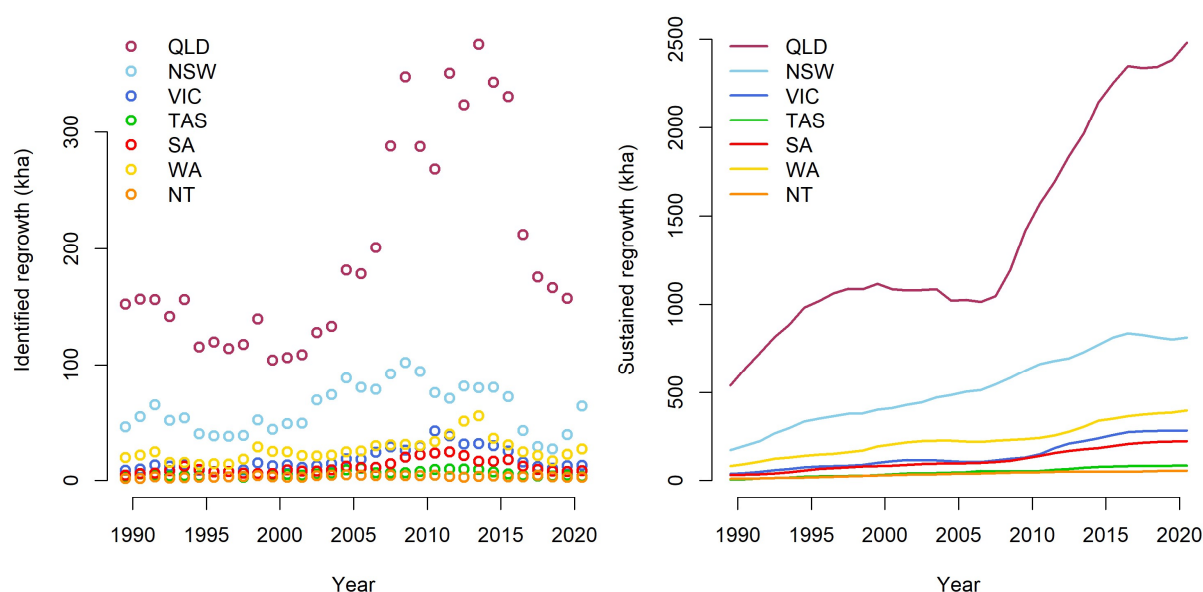 Identified regrowth (kha)
300
200
100
0
QLD
NSW
VIC
TAS
SA
WA
NT
1990 1995 2000 2005 2010 2015 2020
Year
Sustained regrowth (kha)
2500
2000
1500
1000
500
0
QLD
NSW
VIC
TAS
SA
WA
NT
1990 1995 2000 2005 2010 2015 2020
Year